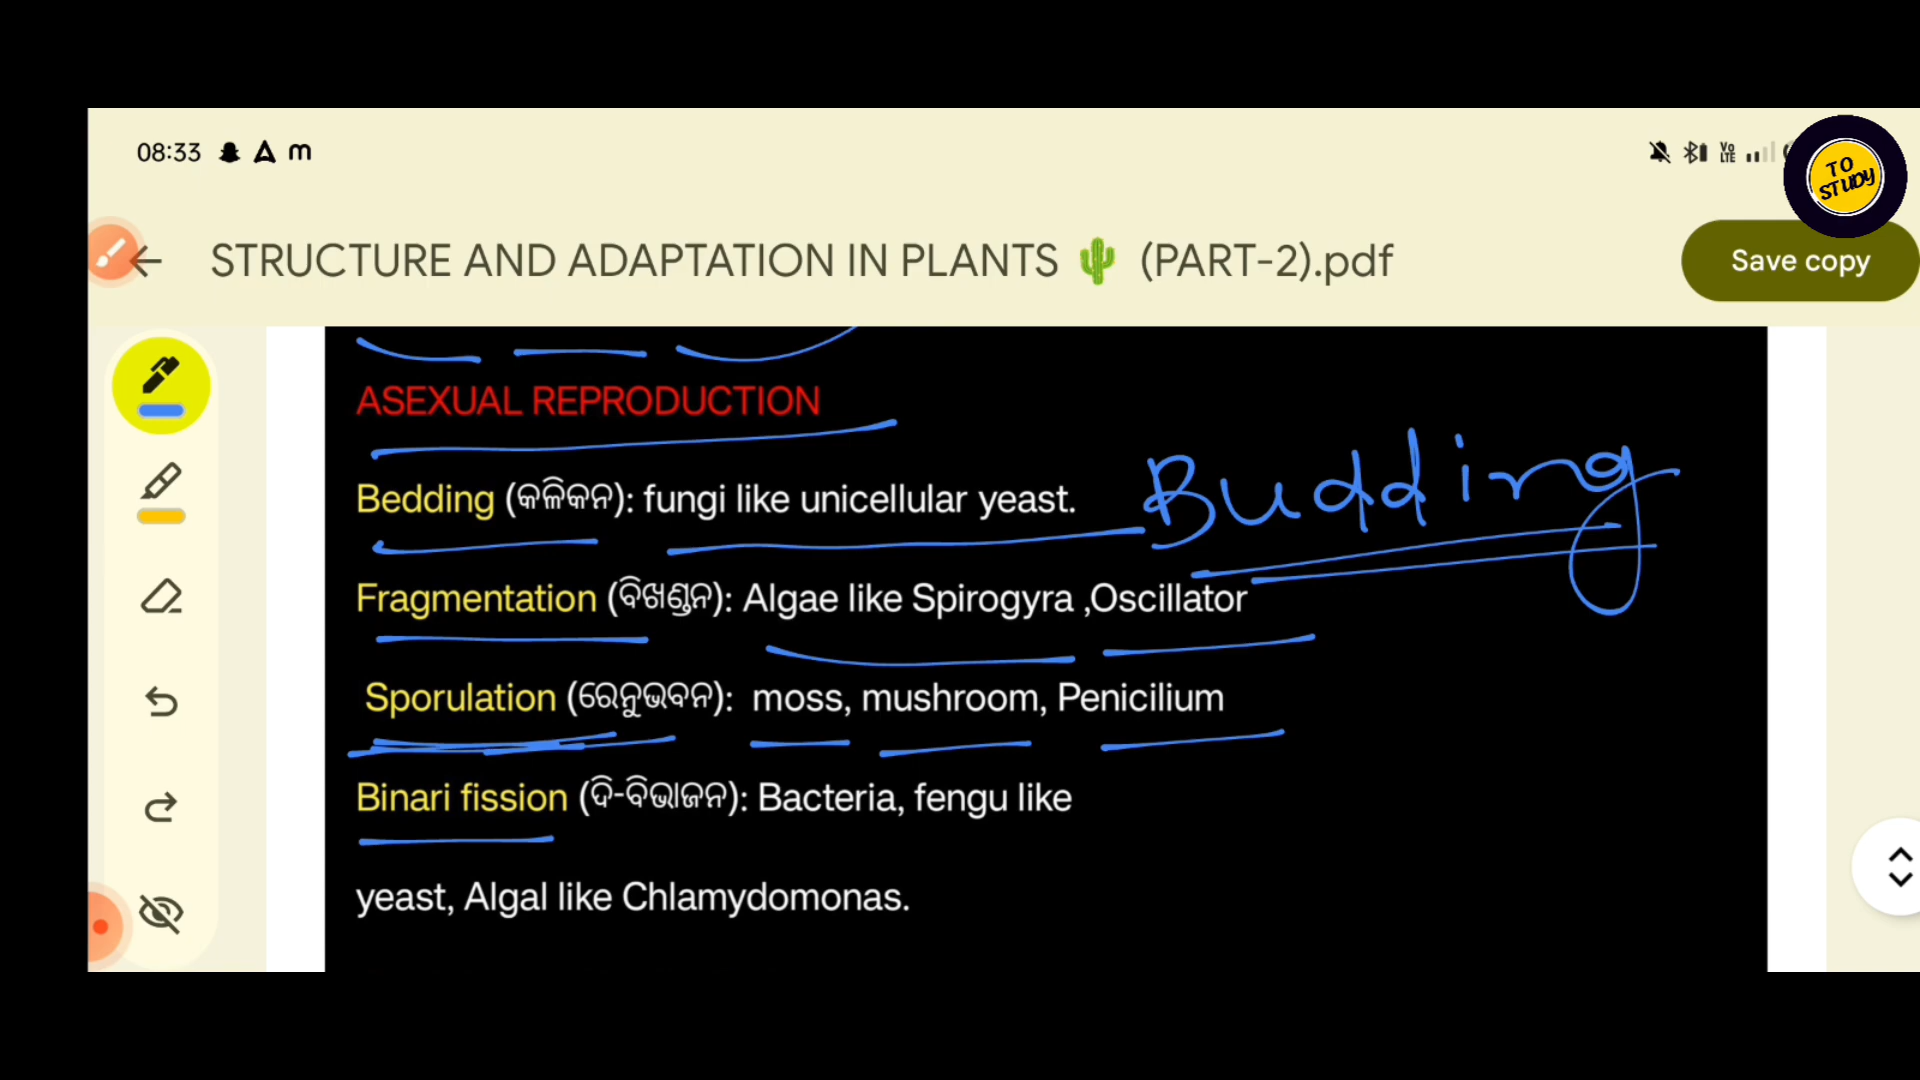 08:33
Vo LTE
TO STUDY
STRUCTURE AND ADAPTATION IN PLANTS 🌵 (PART-2).pdf
Save copy
ASEXUAL REPRODUCTION
Bedding (କଳିକନ): fungi like unicellular yeast.
Budding
Fragmentation (ବିଖଣ୍ଡନ): Algae like Spirogyra ,Oscillator
Sporulation (ରେନୁଭବନ): moss, mushroom, Penicilium
Binari fission (ଦି-ବିଭାଜନ): Bacteria, fengu like
yeast, Algal like Chlamydomonas.